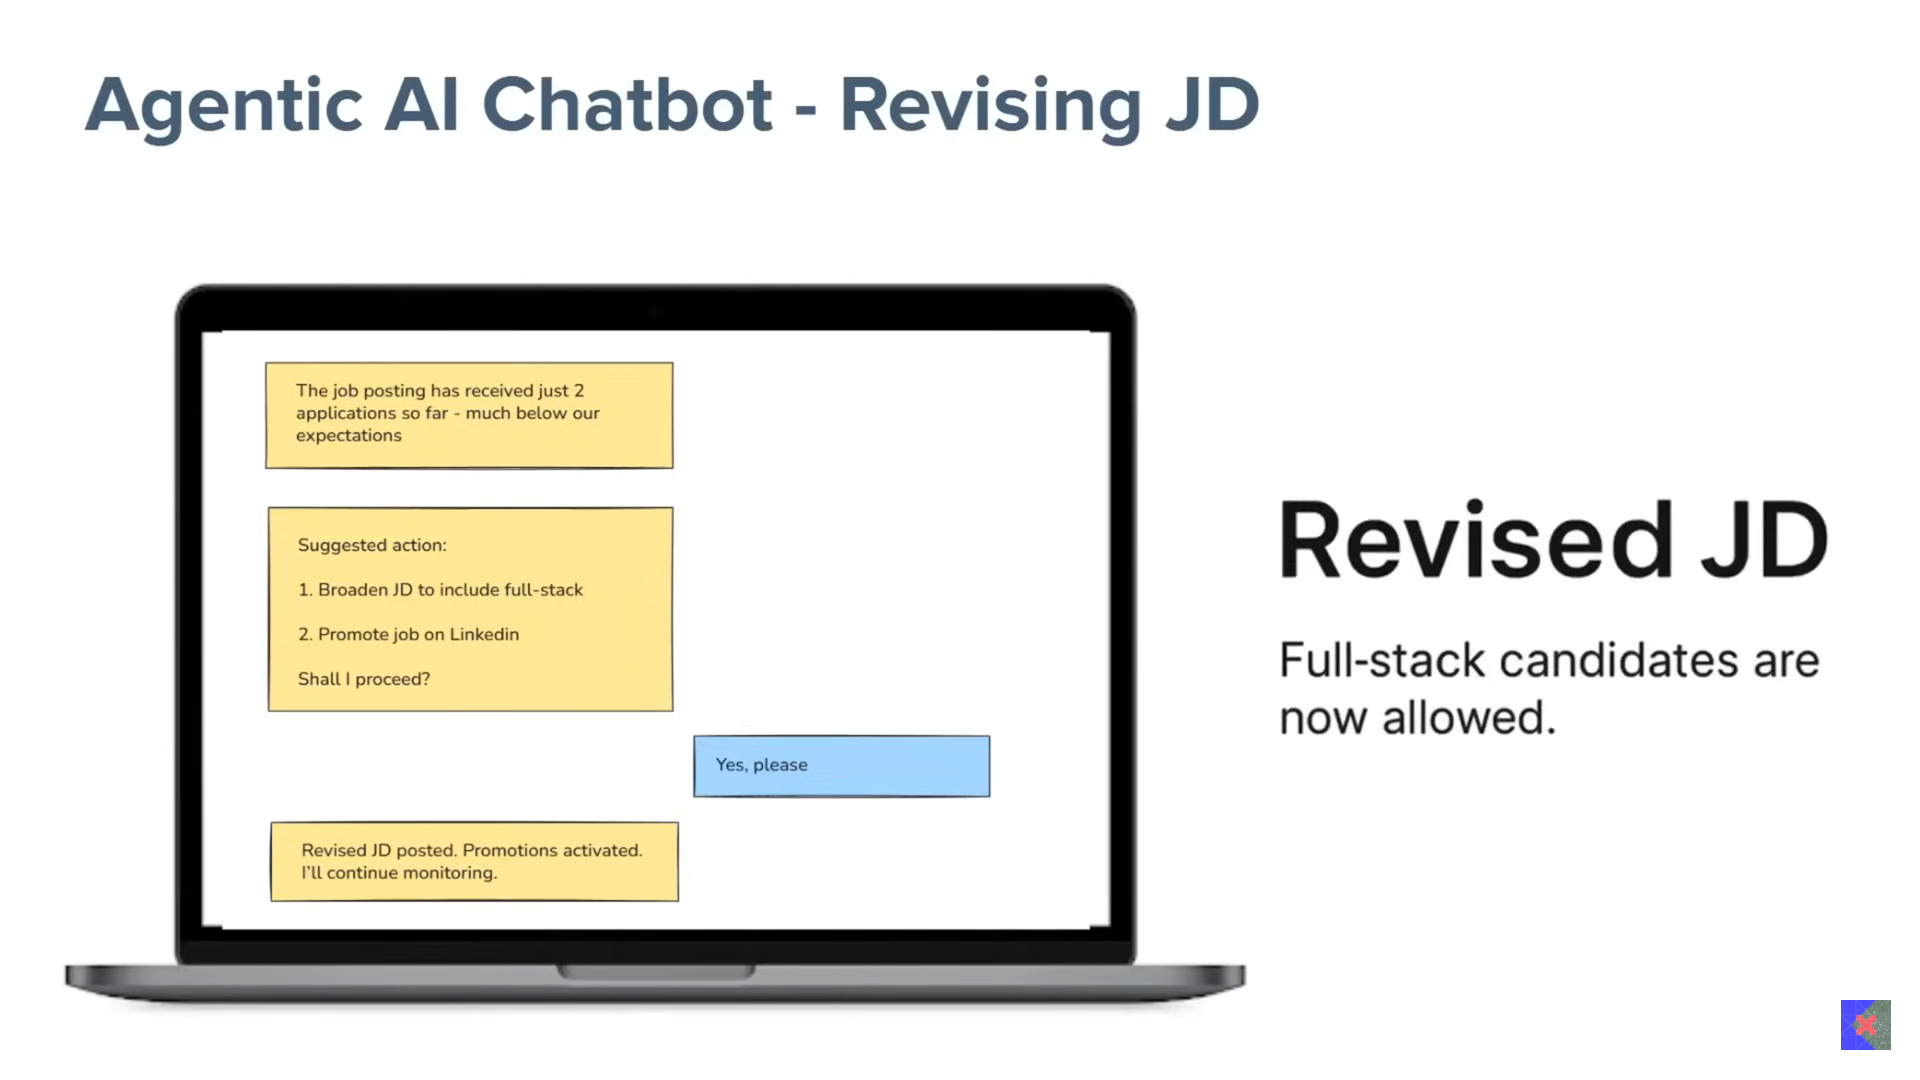 Agentic AI Chatbot - Revising JD
The job posting has received just 2
applications so far - much below our
expectations
Suggested action:
1. Broaden JD to include full-stack
2. Promote job on Linkedin
Shall I proceed?
Yes, please
Revised JD posted. Promotions activated.
I'll continue monitoring.
Revised JD
Full-stack candidates are
now allowed.